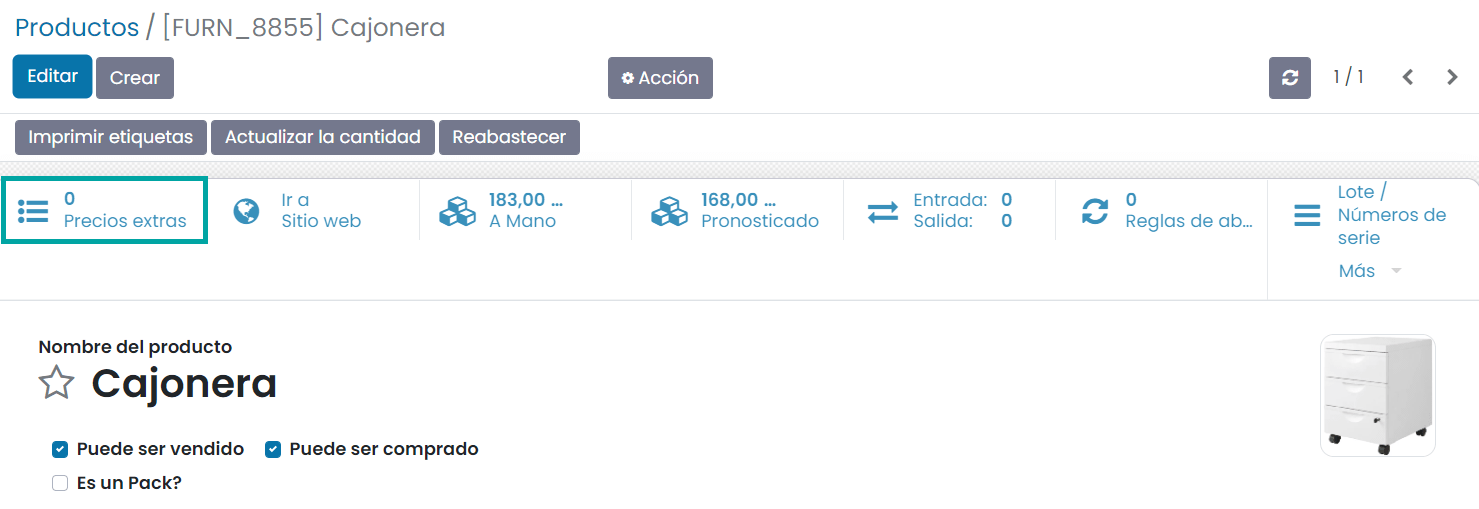 Productos / [FURN_8855] Cajonera
Editar Crear Acción 1 / 1
Imprimir etiquetas Actualizar la cantidad Reabastecer
0
Precios extras
Ir a
Sitio web
183,00 ...
A Mano
168,00 ...
Pronosticado
Entrada: 0
Salida: 0
0
Reglas de ab...
Lote /
Números de
serie
Más
Nombre del producto
Cajonera
Puede ser vendido Puede ser comprado
Es un Pack?